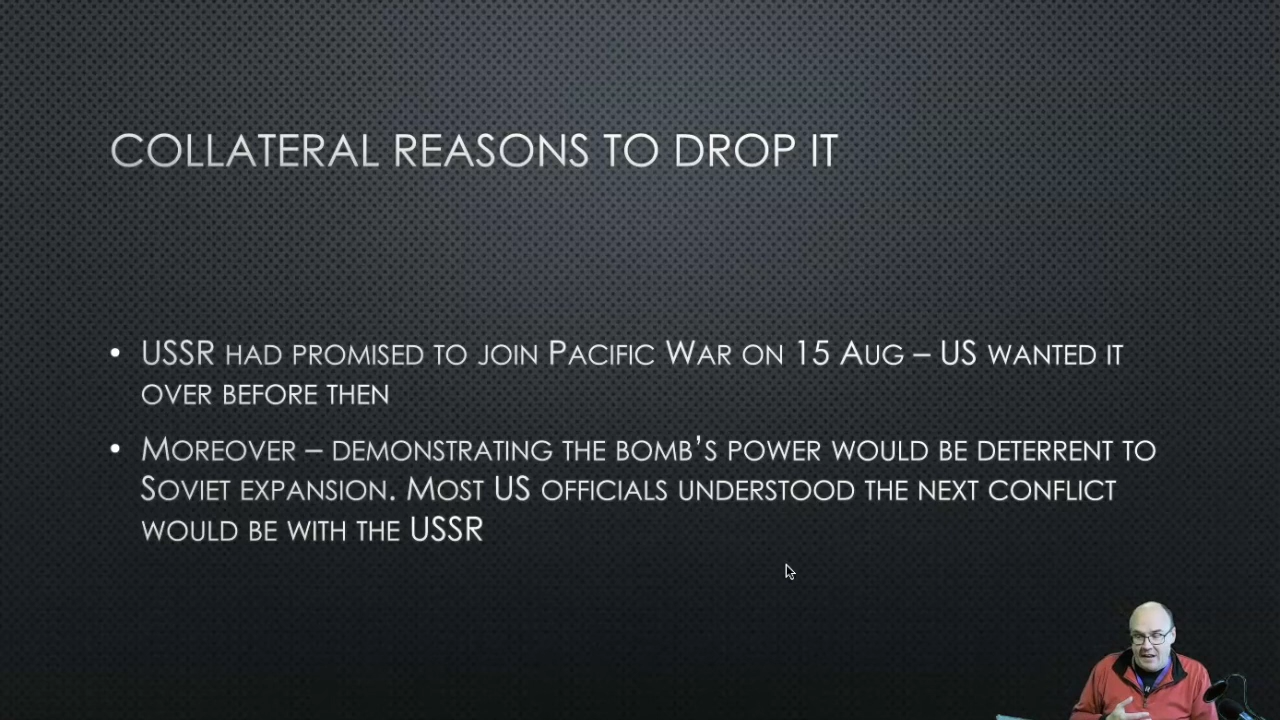 COLLATERAL REASONS TO DROP IT
• USSR HAD PROMISED TO JOIN PACIFIC WAR ON 15 AUG – US WANTED IT
OVER BEFORE THEN
• MOREOVER – DEMONSTRATING THE BOMB'S POWER WOULD BE DETERRENT TO
SOVIET EXPANSION. MOST US OFFICIALS UNDERSTOOD THE NEXT CONFLICT
WOULD BE WITH THE USSR